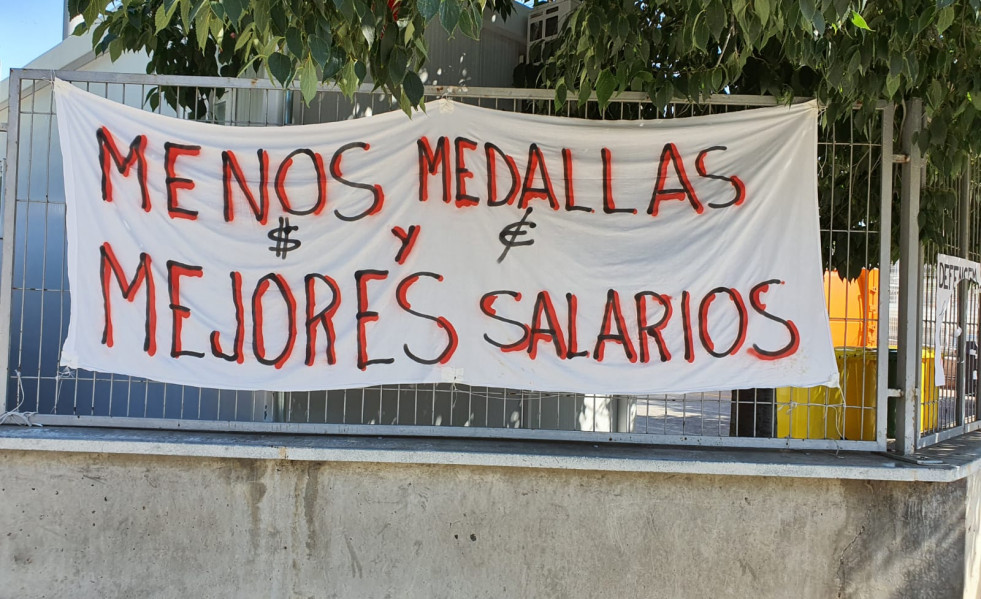 MENOS MEDALLAS
$ y ¢
MEJORES SALARIOS